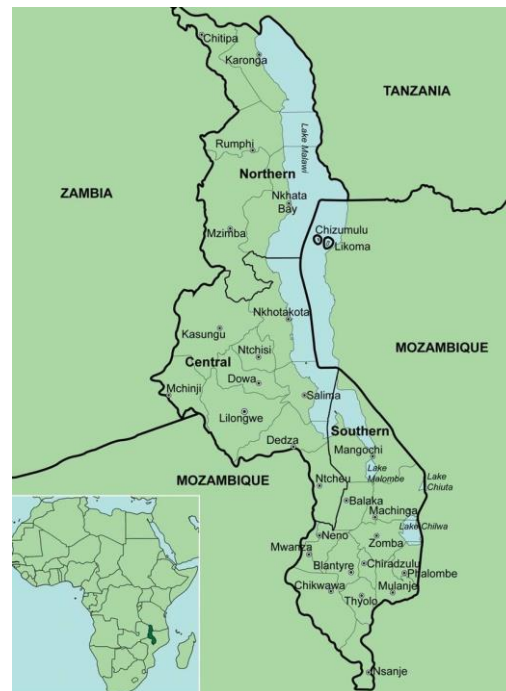 Chitipa
Karonga
TANZANIA
Lake Malawi
Rumphi
Northern
ZAMBIA
Nkhata
Bay
Mzimba
Chizumulu
Likoma
Nkhotakota
Kasungu
Ntchisi
MOZAMBIQUE
Central
Dowa
Mchinji
Salima
Lilongwe
Southern
Dedza
Mangochi
MOZAMBIQUE
Lake
Malombe
Ntcheu
Lake
Chiuta
Balaka
Machinga
Lake Chilwa
Neno
Zomba
Mwanza
Blantyre
Chiradzulu
Phalombe
Chikwawa
Mulanje
Thyolo
Nsanje